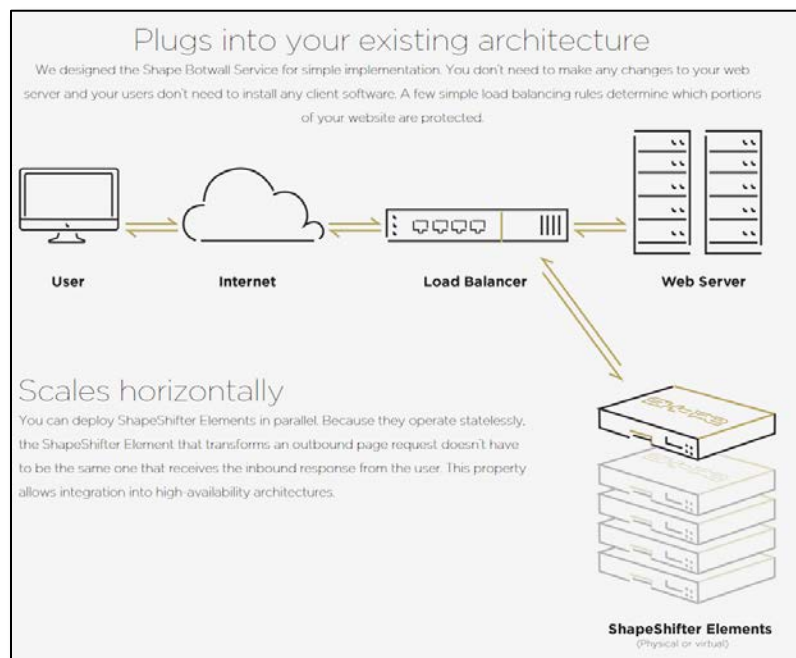 Plugs into your existing architecture
We designed the Shape Botwall Service for simple implementation. You don't need to make any changes to your web
server and your users don't need to install any client software. A few simple load balancing rules determine which portions
of your website are protected.
User
Internet
Load Balancer
Web Server
Scales horizontally
You can deploy ShapeShifter Elements in parallel. Because they operate statelessly,
the ShapeShifter Element that transforms an outbound page request doesn't have
to be the same one that receives the inbound response from the user. This property
allows integration into high-availability architectures.
ShapeShifter Elements
(Physical or virtual)